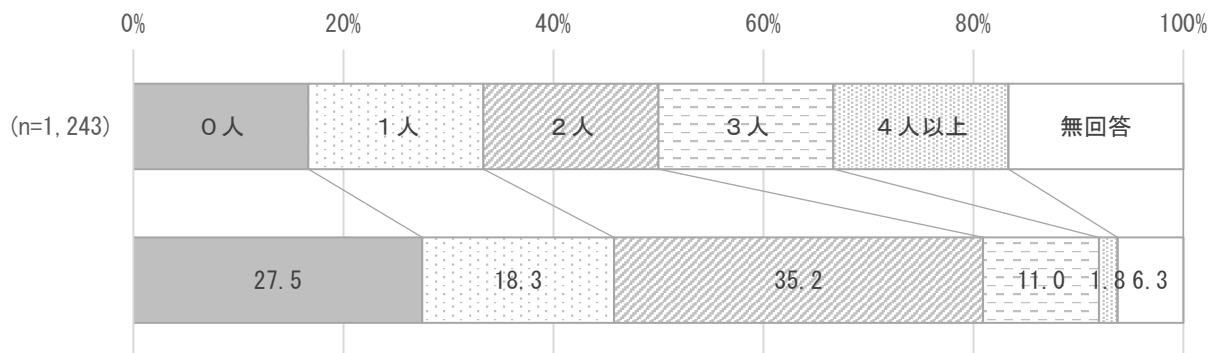 0% 20% 40% 60% 80% 100%
(n=1,243) ０人 １人 ２人 ３人 ４人以上 無回答
27.5 18.3 35.2 11.0 1.8 6.3